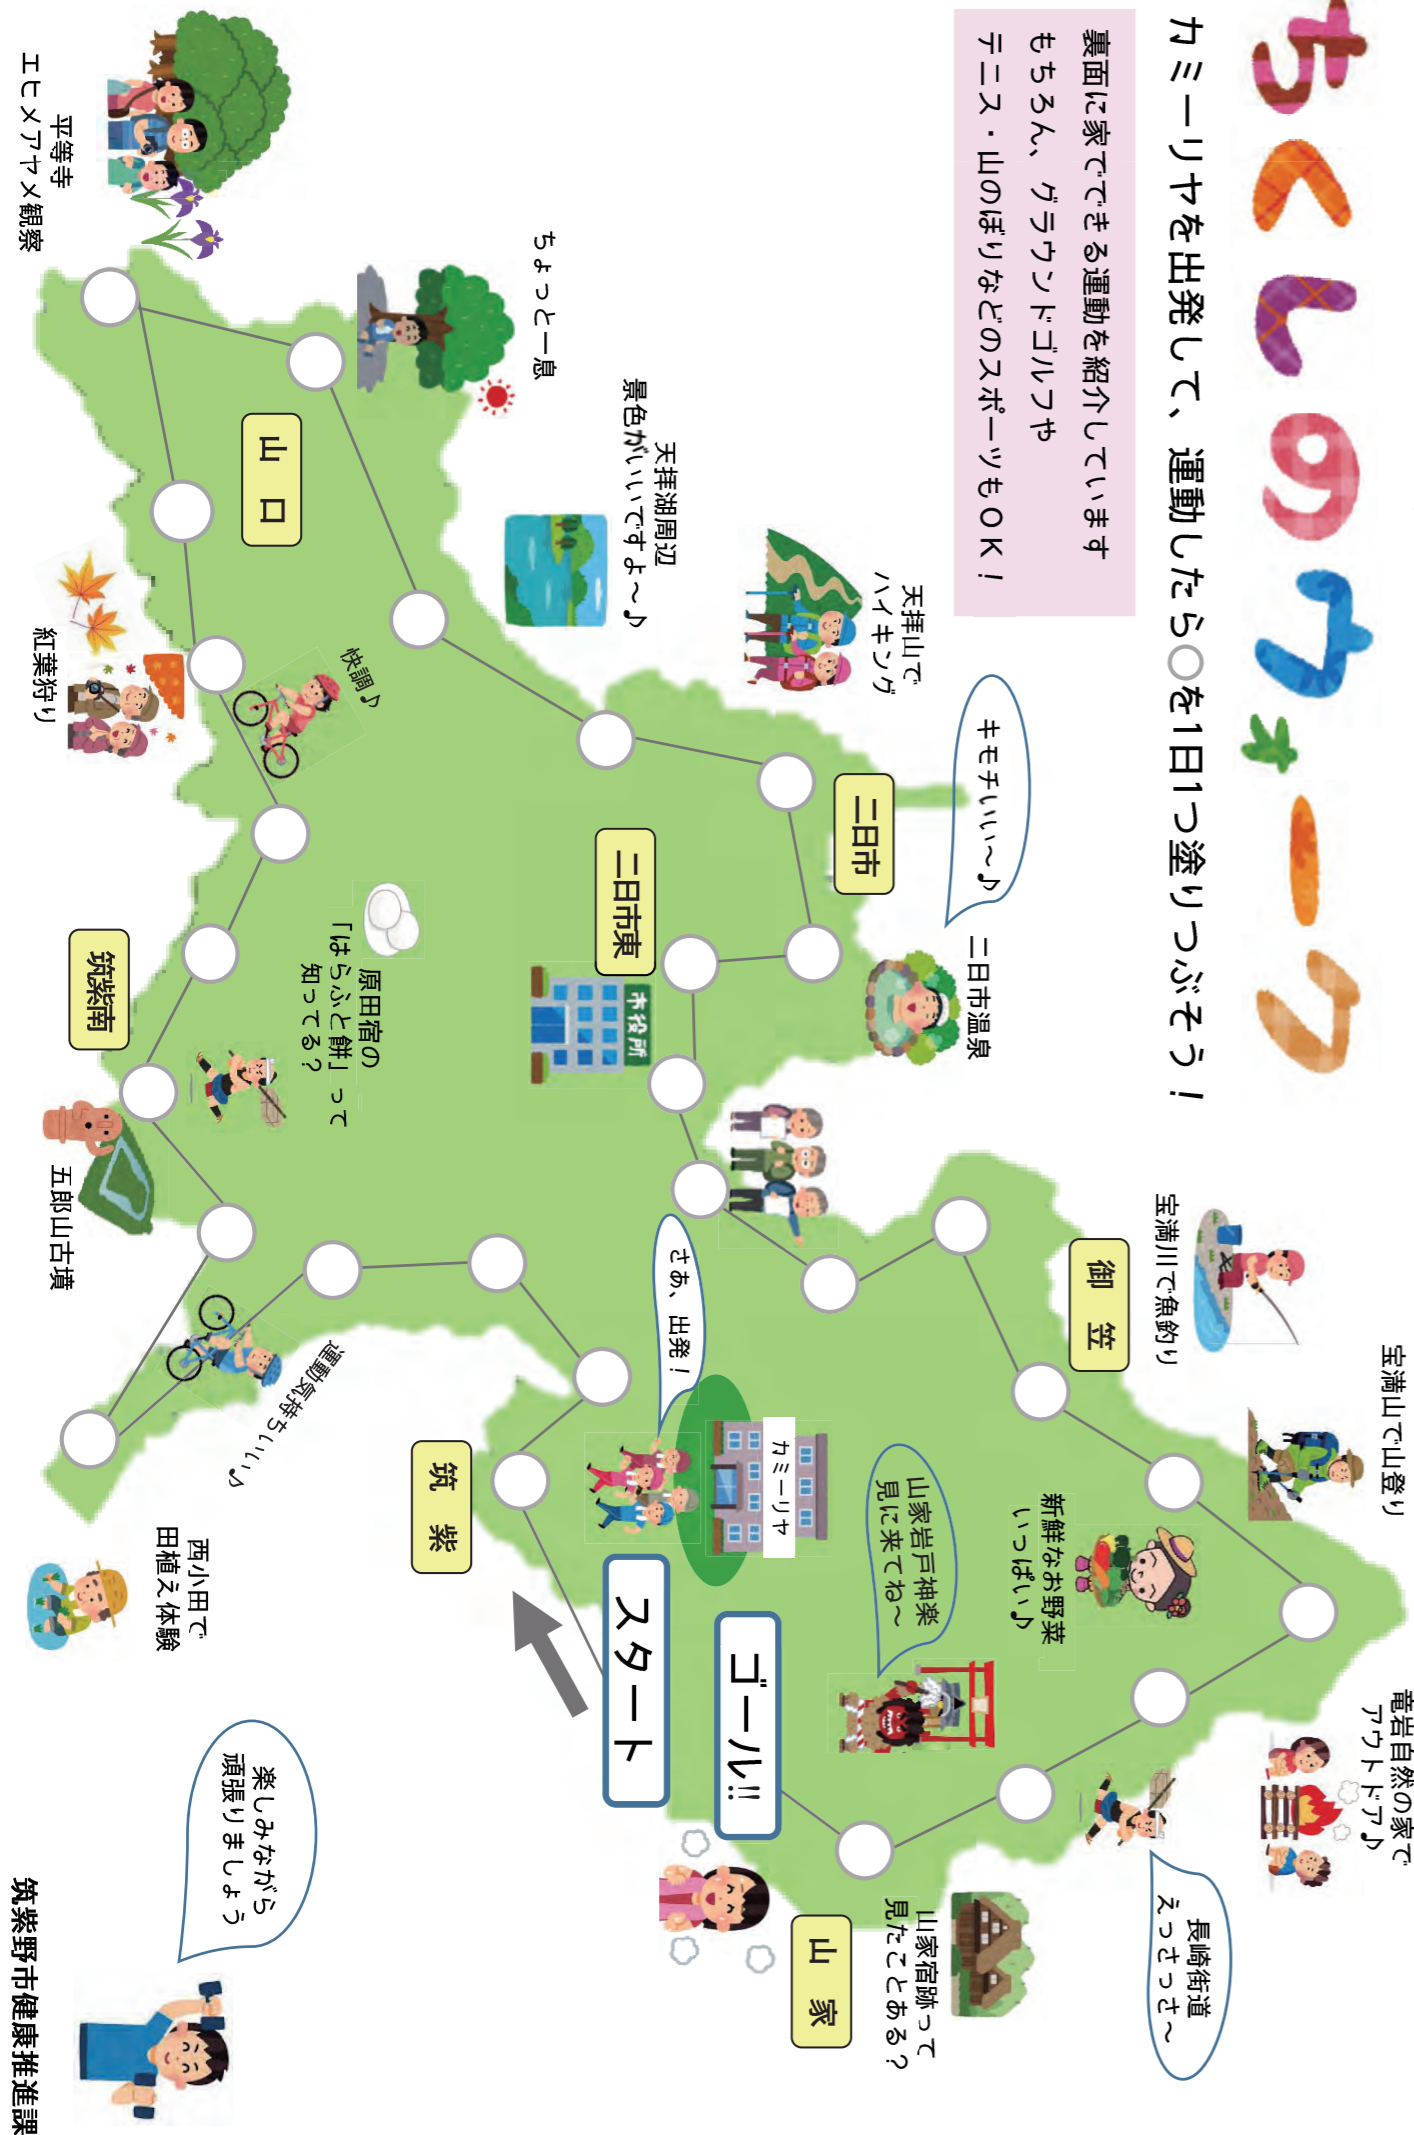 ちくしのウォーク
カミーリヤを出発して、運動したら○を1日1つ塗りつぶそう！
裏面に家でできる運動を紹介しています
もちろん、グラウンドゴルフや
テニス・山のぼりなどのスポーツもOK！
宝満山で山登り
竜岩自然の家で
アウトドア♪
宝満川で魚釣り
御笠
長崎街道
えっさっさ～
新鮮なお野菜
いっぱい♪
キモチいい～♪
二日市温泉
天拝山で
ハイキング
二日市
山家岩戸神楽
見に来てね～
山家宿跡って
見たことある？
山家
カミーリヤ
ゴール!!
スタート
さあ、出発！
天拝湖周辺
景色がいいですよ～♪
二日市東
市役所
ちょっと一息
筑紫
快調♪
原田宿の
「はらふと餅」って
知ってる？
運動気持ちいい♪
山口
楽しみながら
頑張りましょう
西小田で
田植え体験
筑紫南
五郎山古墳
紅葉狩り
平等寺
エヒメアヤメ観察
筑紫野市健康推進課